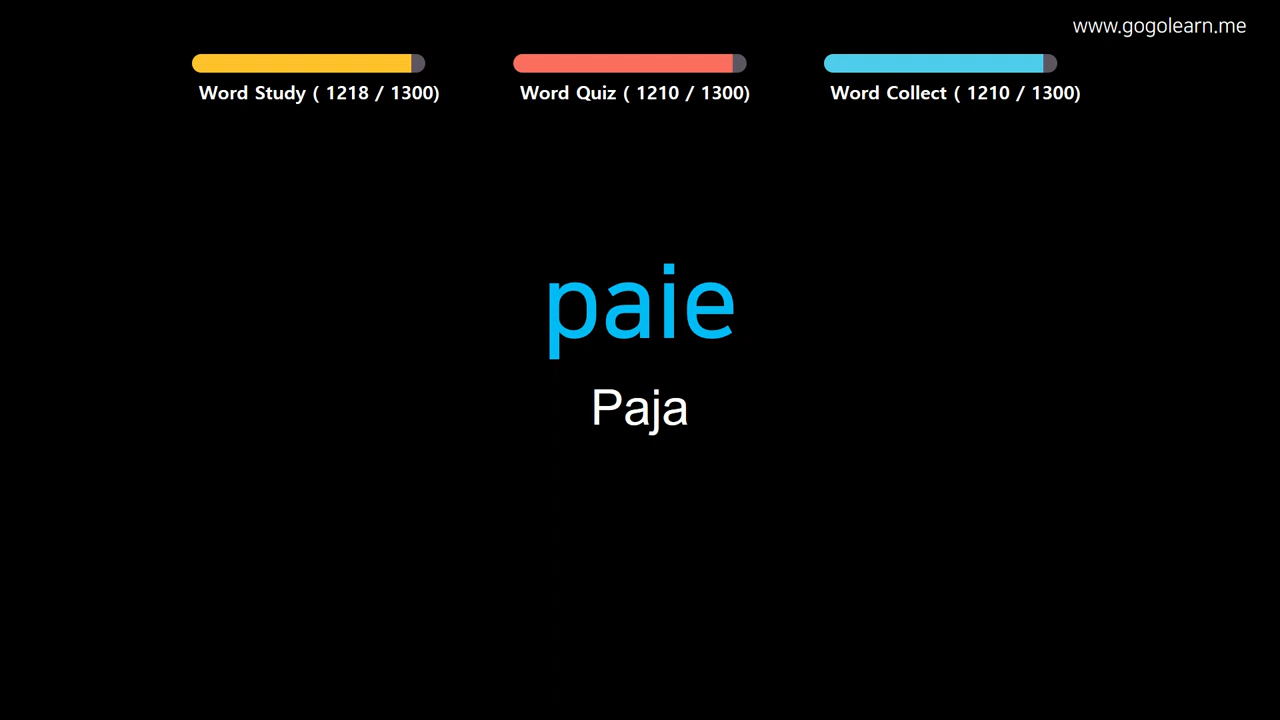 www.gogolearn.me
Word Study ( 1218 / 1300)
Word Quiz ( 1210 / 1300)
Word Collect ( 1210 / 1300)
paie
Paja